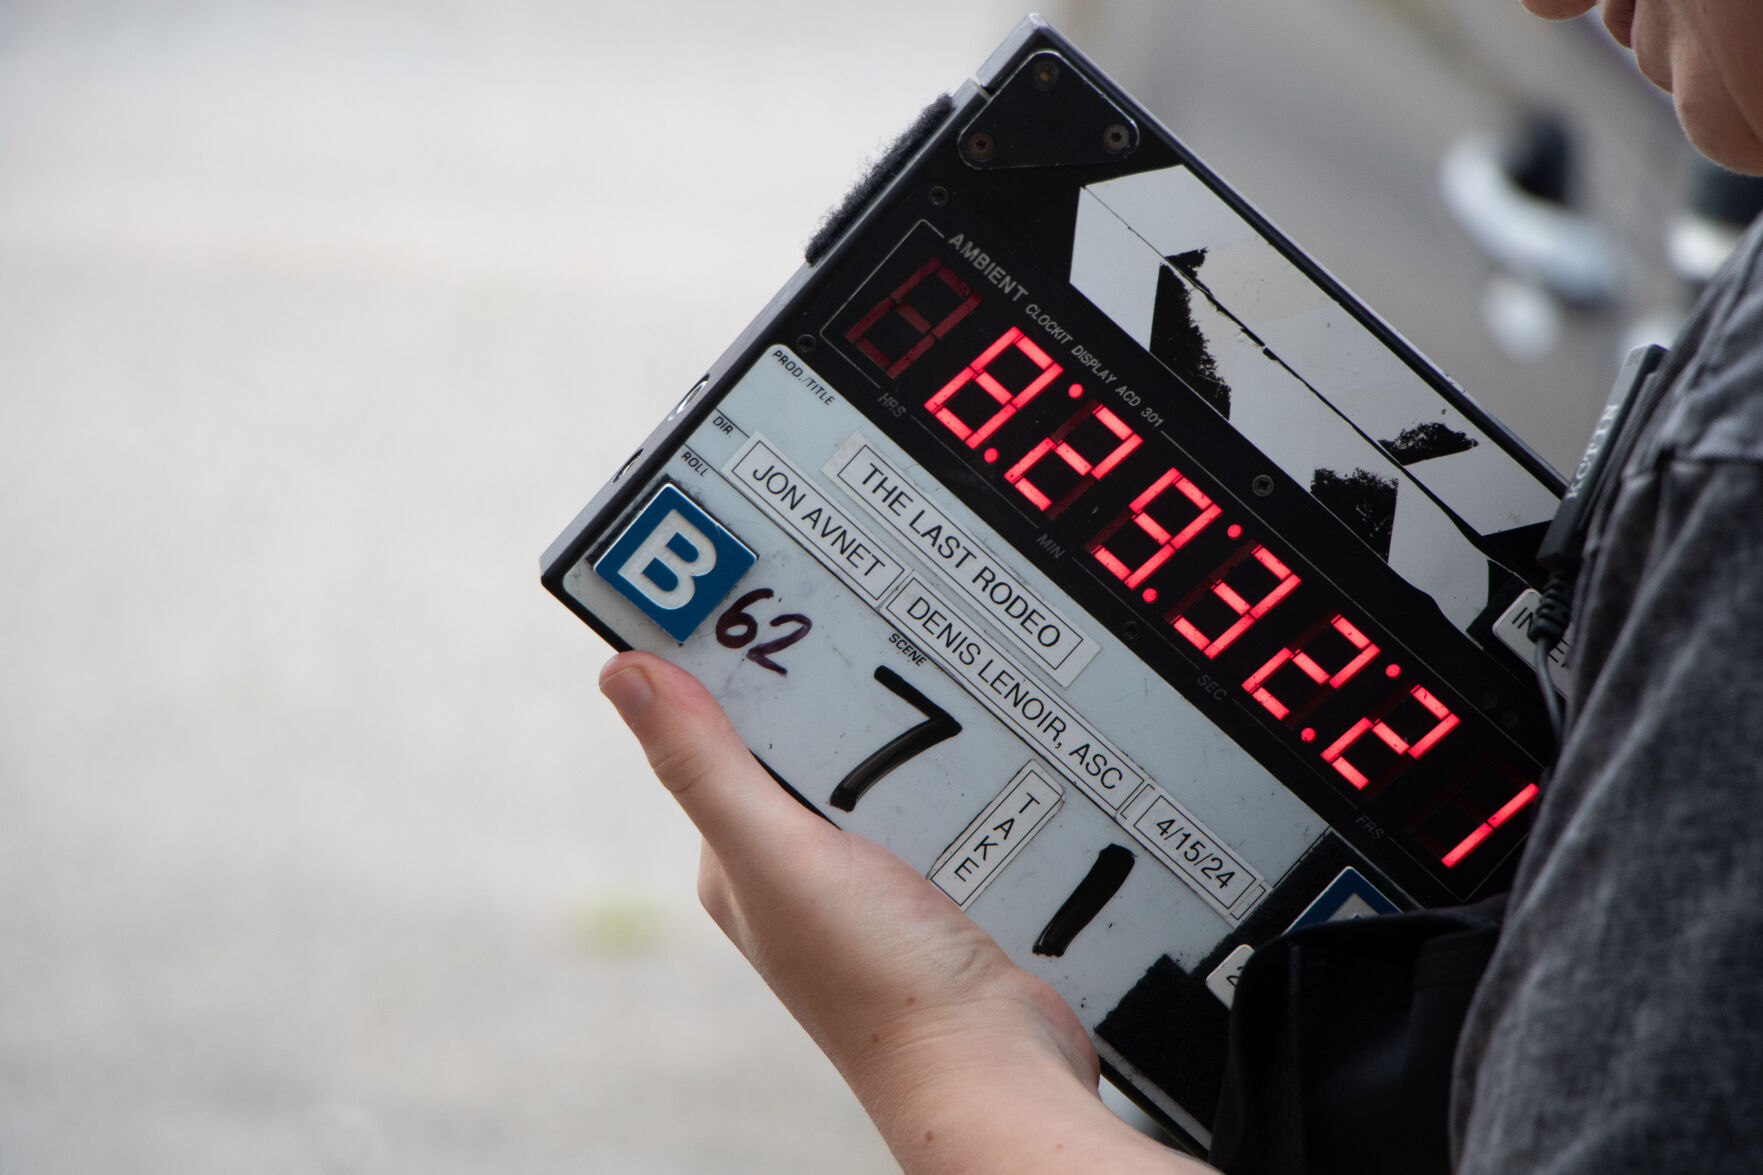 AMBIENT CLOCKIT DISPLAY ACD 301
8:29:32:21
HRS MIN SEC FRS
PROD./TITLE
THE LAST RODEO
DIR.
JON AVNET
DENIS LENOIR, ASC
4/15/24
ROLL
B 62
SCENE
7
TAKE
1